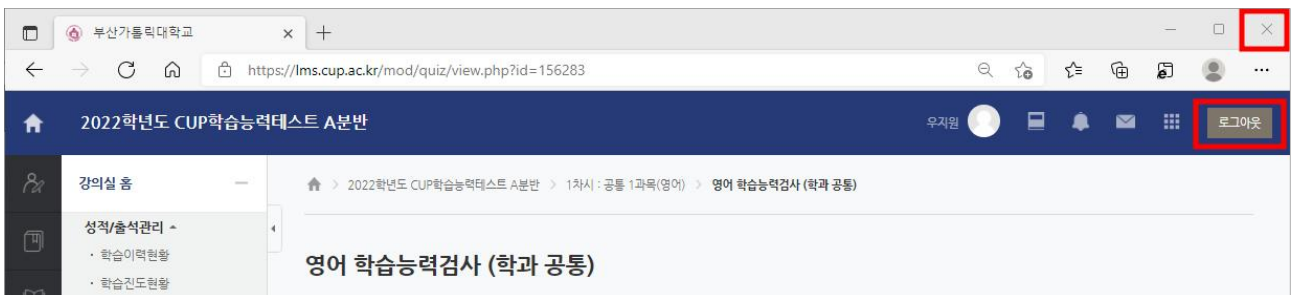 부산가톨릭대학교
https://lms.cup.ac.kr/mod/quiz/view.php?id=156283
2022학년도 CUP학습능력테스트 A분반
우지원
로그아웃
강의실 홈
2022학년도 CUP학습능력테스트 A분반 > 1차시 : 공통 1과목(영어) > 영어 학습능력검사 (학과 공통)
성적/출석관리
· 학습이력현황
· 학습진도현황
영어 학습능력검사 (학과 공통)